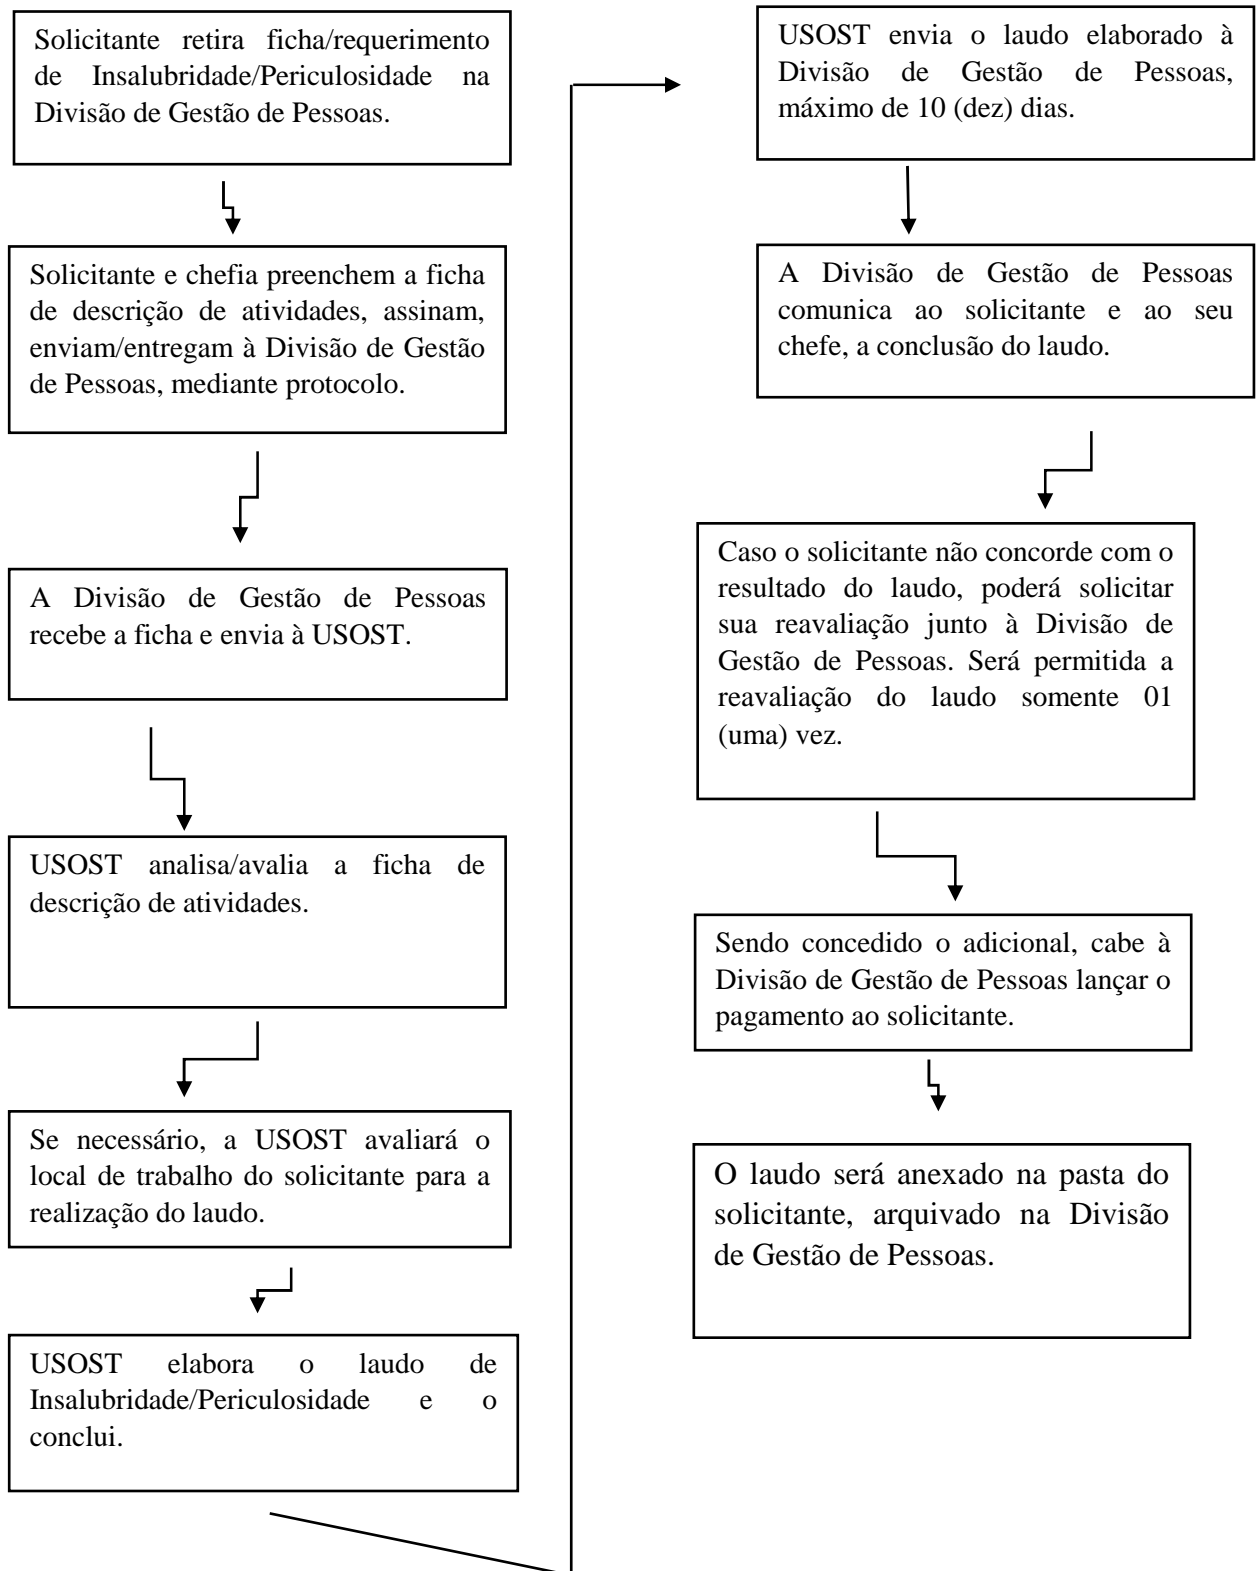 Solicitante retira ficha/requerimento
de Insalubridade/Periculosidade na
Divisão de Gestão de Pessoas.
Solicitante e chefia preenchem a ficha
de descrição de atividades, assinam,
enviam/entregam à Divisão de Gestão
de Pessoas, mediante protocolo.
A Divisão de Gestão de Pessoas
recebe a ficha e envia à USOST.
USOST analisa/avalia a ficha de
descrição de atividades.
Se necessário, a USOST avaliará o
local de trabalho do solicitante para a
realização do laudo.
USOST elabora o laudo de
Insalubridade/Periculosidade e o
conclui.
USOST envia o laudo elaborado à
Divisão de Gestão de Pessoas,
máximo de 10 (dez) dias.
A Divisão de Gestão de Pessoas
comunica ao solicitante e ao seu
chefe, a conclusão do laudo.
Caso o solicitante não concorde com o
resultado do laudo, poderá solicitar
sua reavaliação junto à Divisão de
Gestão de Pessoas. Será permitida a
reavaliação do laudo somente 01
(uma) vez.
Sendo concedido o adicional, cabe à
Divisão de Gestão de Pessoas lançar o
pagamento ao solicitante.
O laudo será anexado na pasta do
solicitante, arquivado na Divisão
de Gestão de Pessoas.